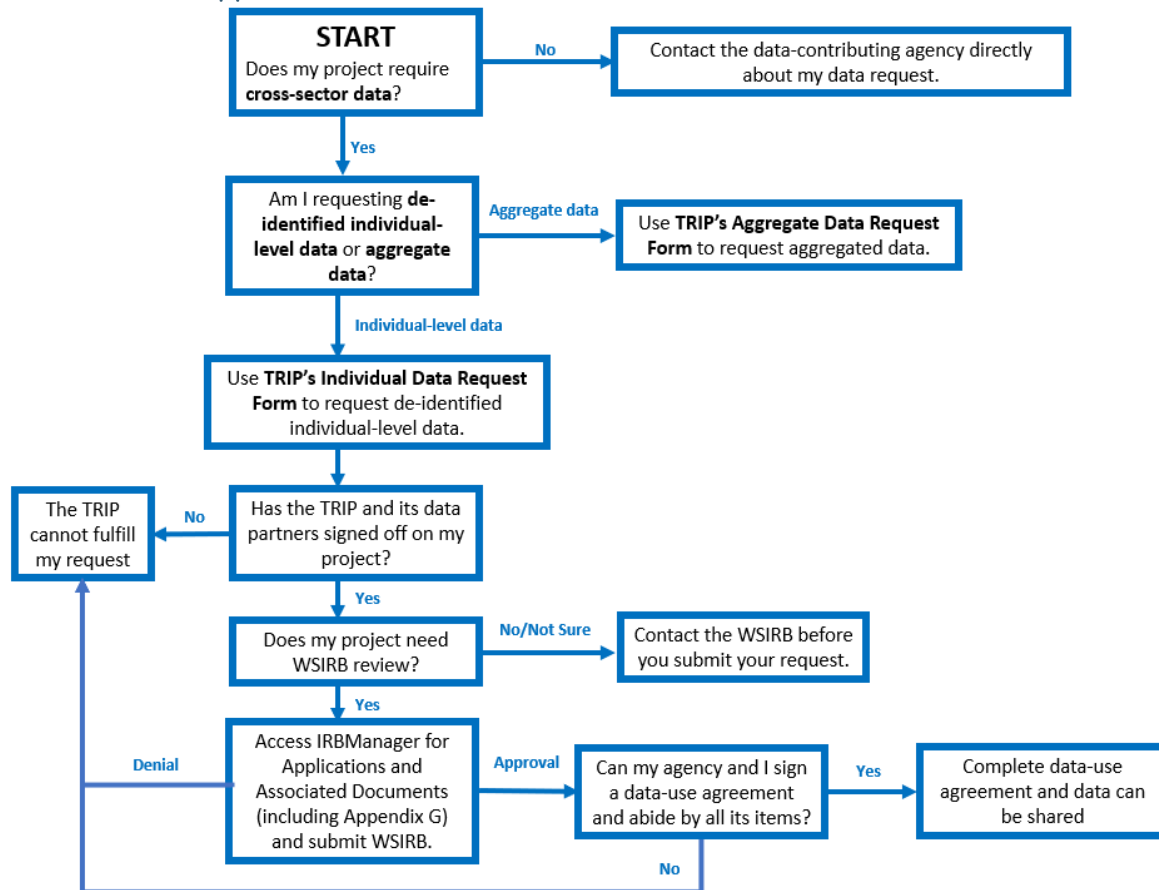 START
Does my project require
cross-sector data?
No
Contact the data-contributing agency directly
about my data request.
Yes
Am I requesting de-
identified individual-
level data or aggregate
data?
Aggregate data
Use TRIP's Aggregate Data Request
Form to request aggregated data.
Individual-level data
Use TRIP's Individual Data Request
Form to request de-identified
individual-level data.
The TRIP
cannot fulfill
my request
No
Has the TRIP and its data
partners signed off on my
project?
Yes
Does my project need
WSIRB review?
No/Not Sure
Contact the WSIRB before
you submit your request.
Yes
Denial
Access IRBManager for
Applications and
Associated Documents
(including Appendix G)
and submit WSIRB.
Approval
Can my agency and I sign
a data-use agreement
and abide by all its items?
Yes
Complete data-use
agreement and data can
be shared
No